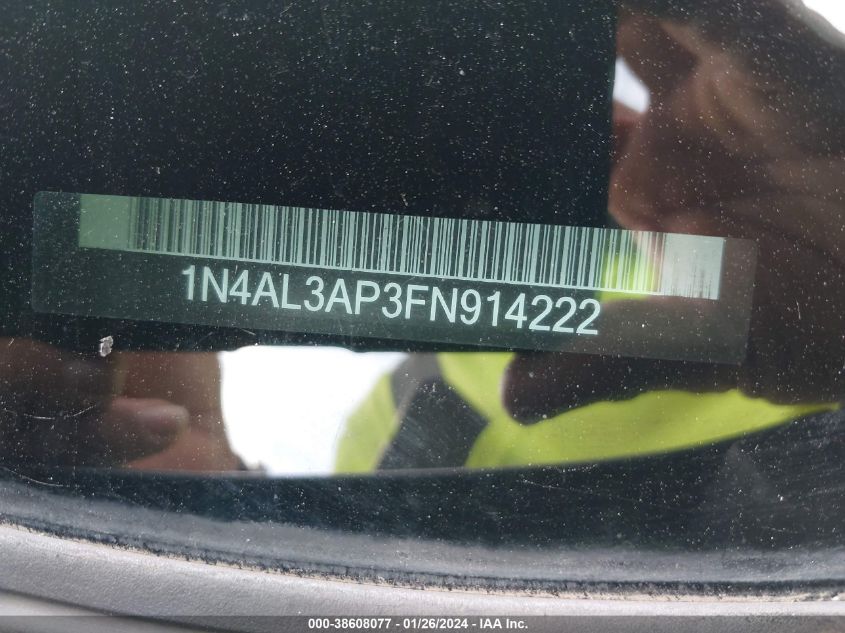 1N4AL3AP3FN914222
000-38608077 - 01/26/2024 - IAA Inc.